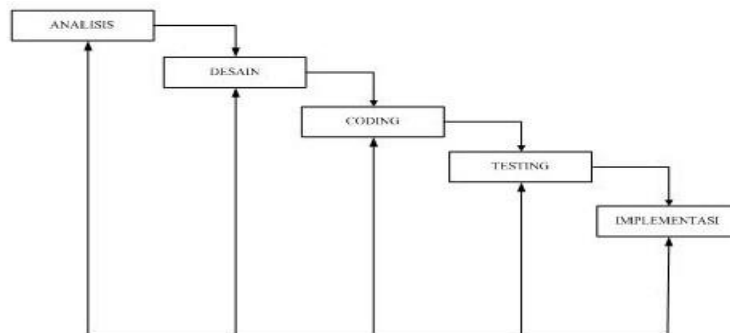 ANALISIS
DESAIN
CODING
TESTING
IMPLEMENTASI